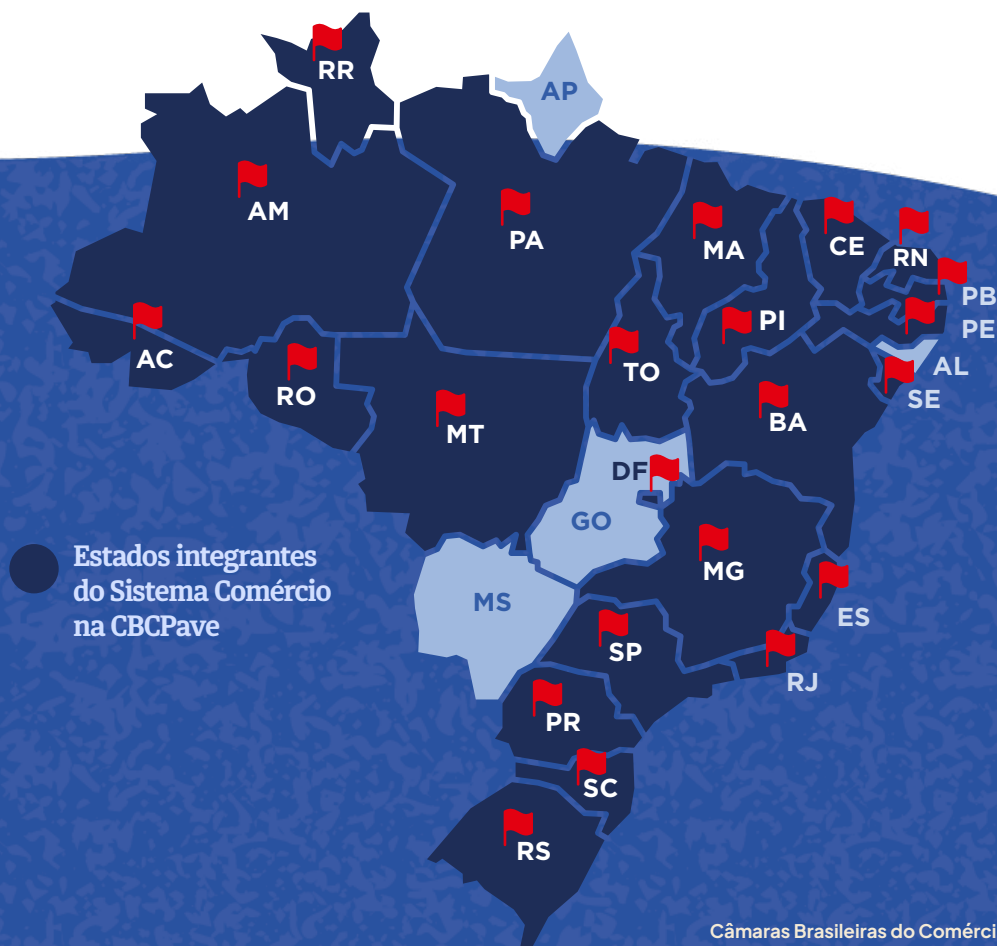 RR
AP
AM
PA
MA
CE
RN
PB
PE
AC
RO
TO
PI
AL
SE
MT
BA
DF
GO
MG
MS
ES
SP
RJ
PR
SC
RS
Estados integrantes
do Sistema Comércio
na CBCPave
Câmaras Brasileiras do Comérci